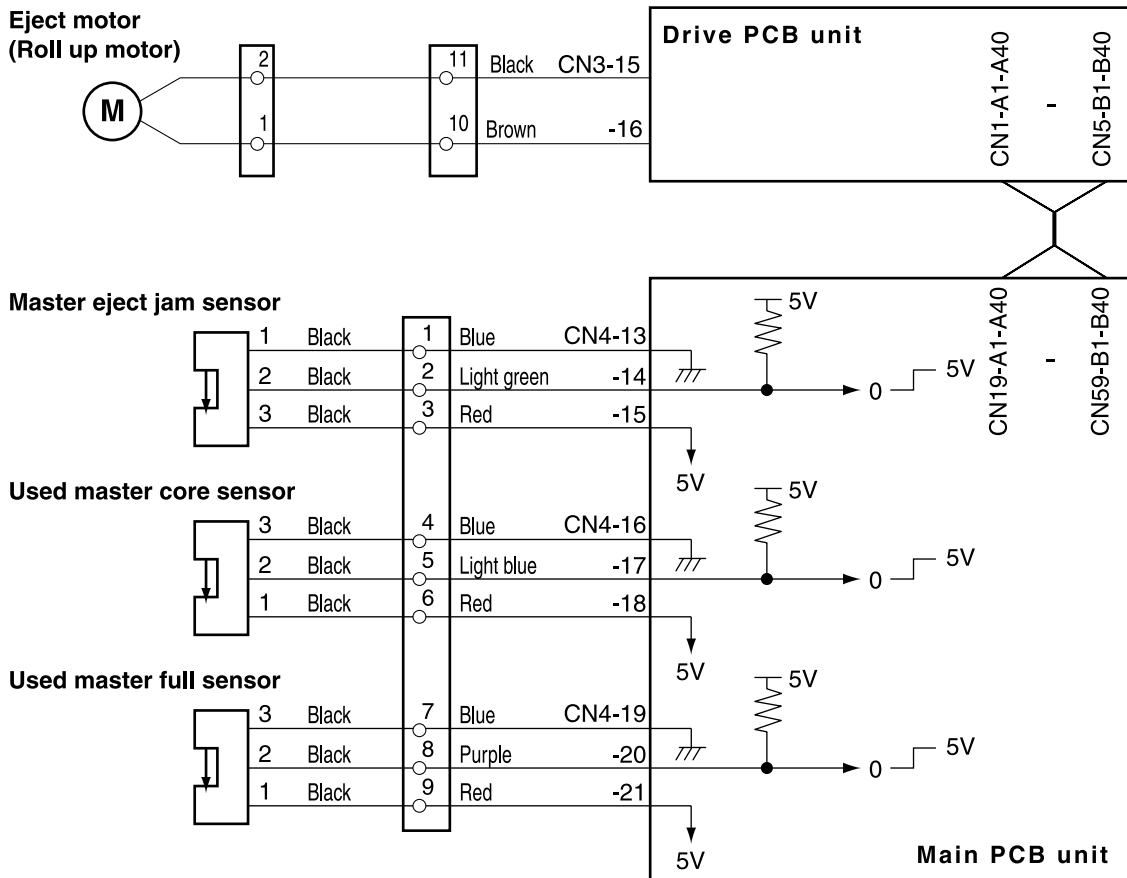 Eject motor
(Roll up motor)
M
2
1
11 Black CN3-15
10 Brown -16
Drive PCB unit
CN1-A1-A40
-
CN5-B1-B40
Master eject jam sensor
1 Black 1 Blue CN4-13
2 Black 2 Light green -14
3 Black 3 Red -15
5V
0 5V
5V
CN19-A1-A40
-
CN59-B1-B40
Used master core sensor
3 Black 4 Blue CN4-16
2 Black 5 Light blue -17
1 Black 6 Red -18
5V
0 5V
5V
Used master full sensor
3 Black 7 Blue CN4-19
2 Black 8 Purple -20
1 Black 9 Red -21
5V
0 5V
5V
Main PCB unit